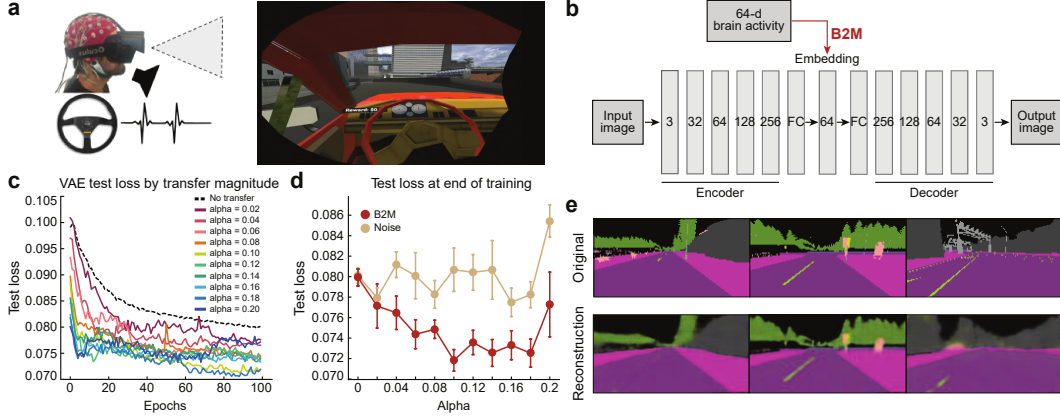 a
Oculus
Reward: 50
b
64-d
brain activity
B2M
Embedding
Input
image
3
32
64
128
256
FC
64
FC
256
128
64
32
3
Output
image
Encoder
Decoder
c
VAE test loss by transfer magnitude
No transfer
alpha = 0.02
alpha = 0.04
alpha = 0.06
alpha = 0.08
alpha = 0.10
alpha = 0.12
alpha = 0.14
alpha = 0.16
alpha = 0.18
alpha = 0.20
0.105
0.100
0.095
0.090
0.085
0.080
0.075
0.070
Test loss
0
20
40
60
80
100
Epochs
d
Test loss at end of training
B2M
Noise
0.086
0.084
0.082
0.080
0.078
0.076
0.074
0.072
0.070
Test loss
0
0.04
0.08
0.12
0.16
0.2
Alpha
e
Original
Reconstruction